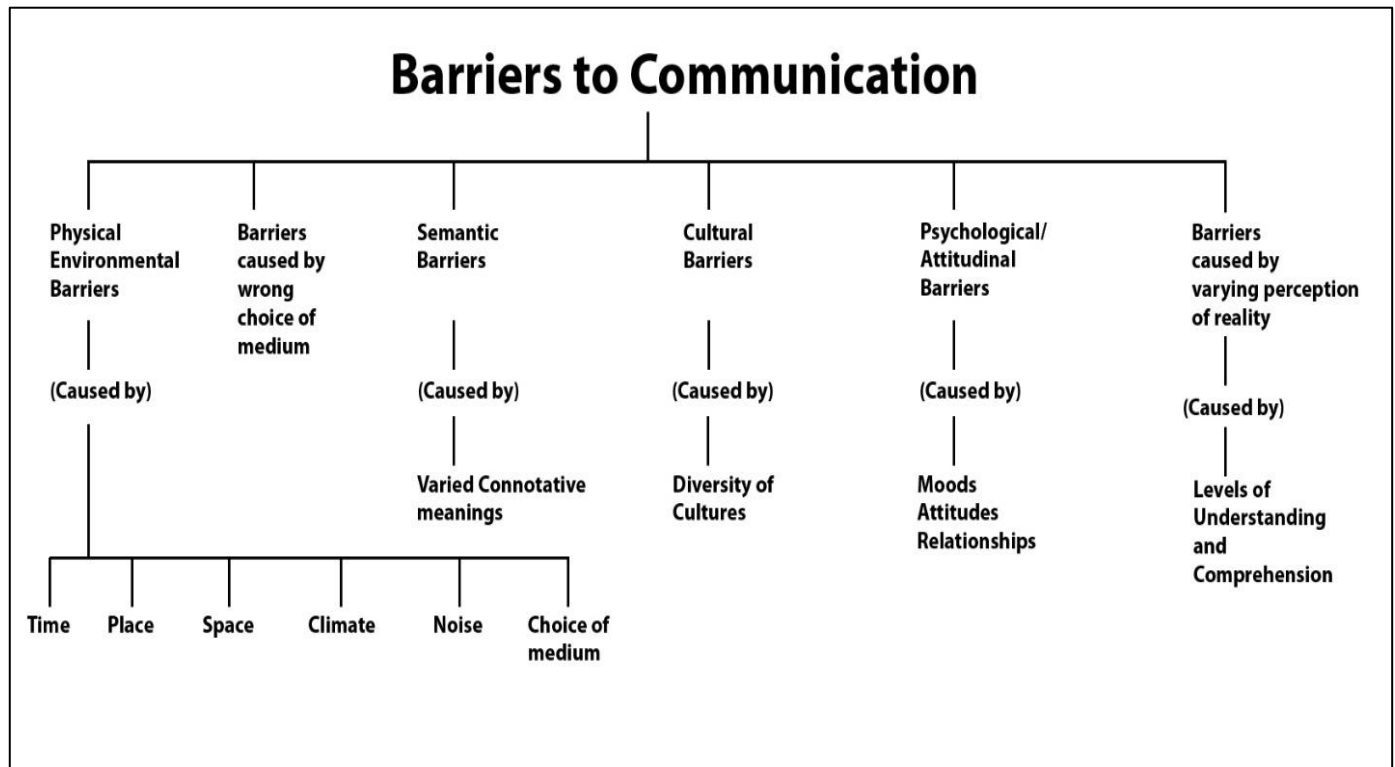 Barriers to Communication
Physical
Environmental
Barriers
Barriers
caused by
wrong
choice of
medium
Semantic
Barriers
Cultural
Barriers
Psychological/
Attitudinal
Barriers
Barriers
caused by
varying perception
of reality
(Caused by)
(Caused by)
(Caused by)
(Caused by)
(Caused by)
Varied Connotative
meanings
Diversity of
Cultures
Moods
Attitudes
Relationships
Levels of
Understanding
and
Comprehension
Time
Place
Space
Climate
Noise
Choice of
medium